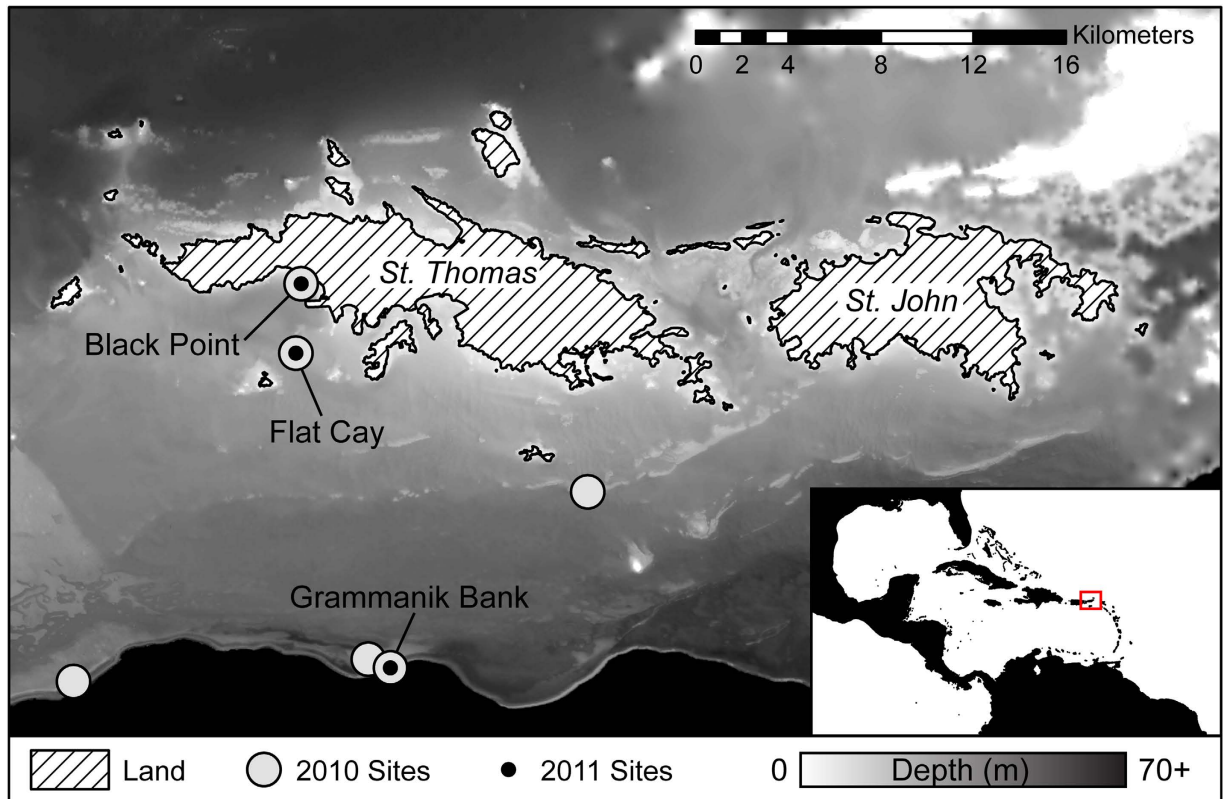 Kilometers
0 2 4 8 12 16
St. Thomas
St. John
Black Point
Flat Cay
Grammanik Bank
Land 2010 Sites 2011 Sites 0 Depth (m) 70+